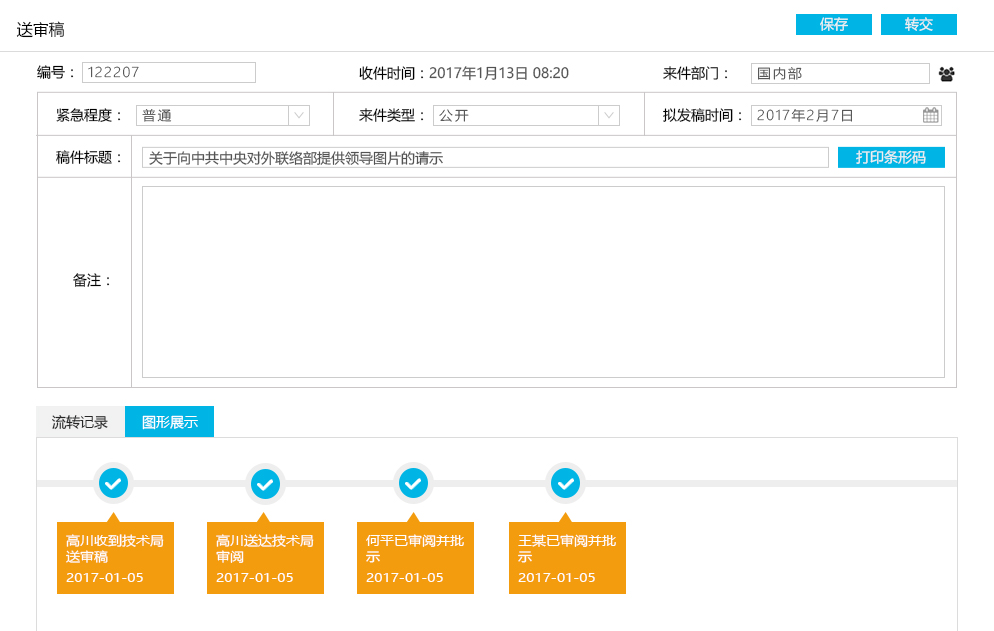 送审稿
保存
转交
编号：
122207
收件时间：2017年1月13日 08:20
来件部门：
国内部
紧急程度：
普通
来件类型：
公开
拟发稿时间：
2017年2月7日
稿件标题：
关于向中共中央对外联络部提供领导图片的请示
打印条形码
备注：
流转记录
图形展示
高川收到技术局
送审稿
2017-01-05
高川送达技术局
审阅
2017-01-05
何平已审阅并批
示
2017-01-05
王某已审阅并批
示
2017-01-05